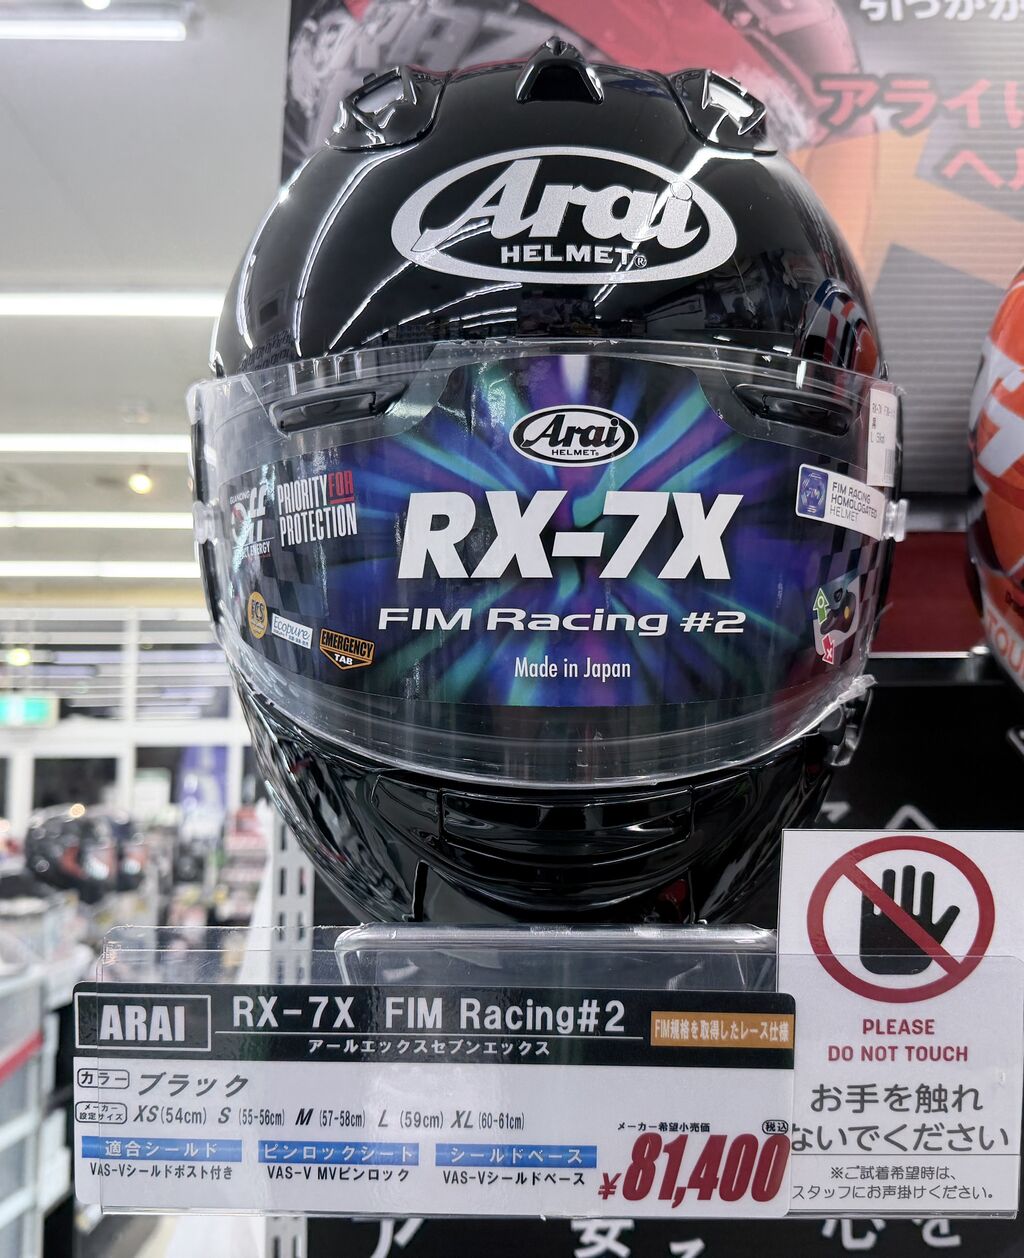 アライ
Arai
HELMET®
Arai
HELMET®
PRIORITY FOR
PROTECTION
RX-7X
FIM Racing #2
Made in Japan
FIM RACING
HOMOLOGATED
HELMET
Ecopure
EMERGENCY
TAB
ARAI
RX-7X FIM Racing#2
アールエックスセブンエックス
FIM規格を取得したレース仕様
カラー ブラック
メーカー設定サイズ XS(54cm) S (55-56cm) M (57-58cm) L (59cm) XL (60-61cm)
適合シールド ピンロックシート シールドベース
VAS-Vシールドポスト付き VAS-V MVピンロック VAS-Vシールドベース
メーカー希望小売価 税込
¥81,400
PLEASE
DO NOT TOUCH
お手を触れ
ないでください
※ご試着希望時は、
スタッフにお声掛けください。